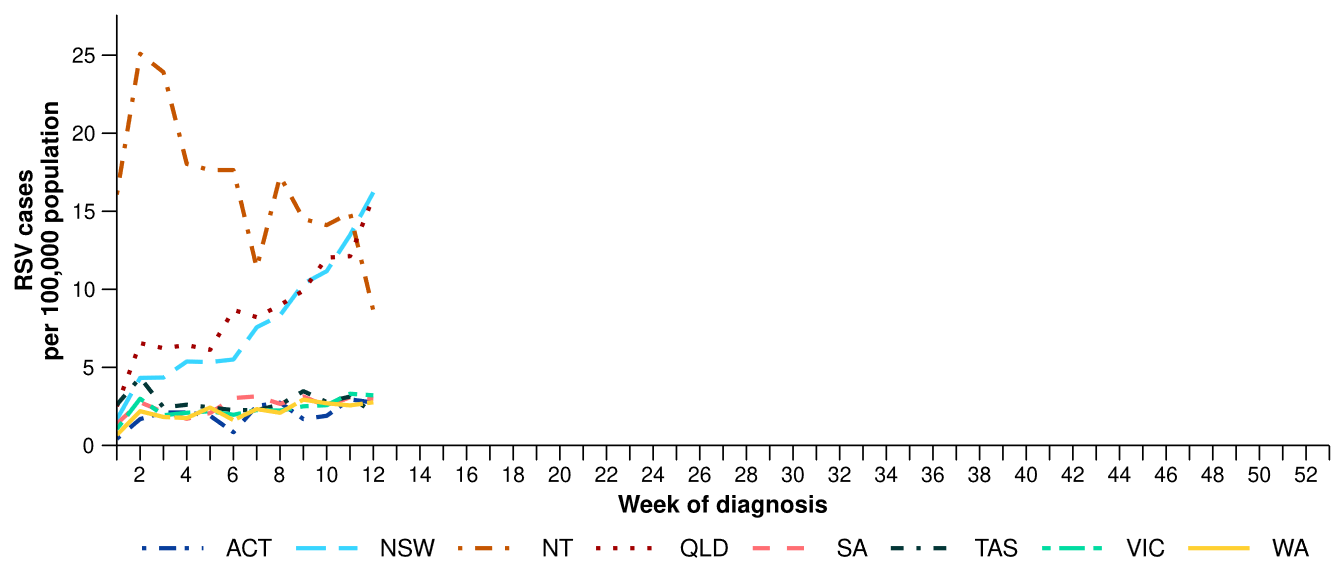 25
20
15
10
5
0
RSV cases
per 100,000 population
2 4 6 8 10 12 14 16 18 20 22 24 26 28 30 32 34 36 38 40 42 44 46 48 50 52
Week of diagnosis
ACT NSW NT QLD SA TAS VIC WA